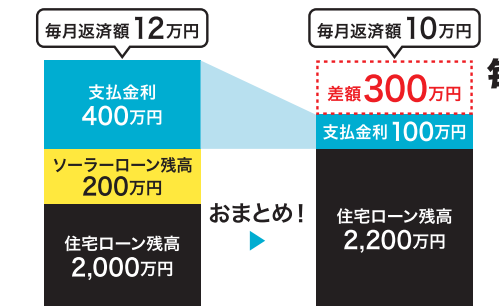 毎月返済額12万円
支払金利
400万円
ソーラーローン残高
200万円
住宅ローン残高
2,000万円
おまとめ!
毎月返済額10万円
差額300万円
支払金利100万円
住宅ローン残高
2,200万円